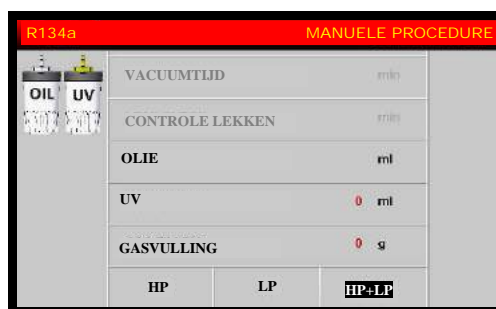 R134a MANUELE PROCEDURE
OIL UV
VACUUMTIJD min
CONTROLE LEKKEN min
OLIE ml
UV 0 ml
GASVULLING 0 g
HP LP HP+LP